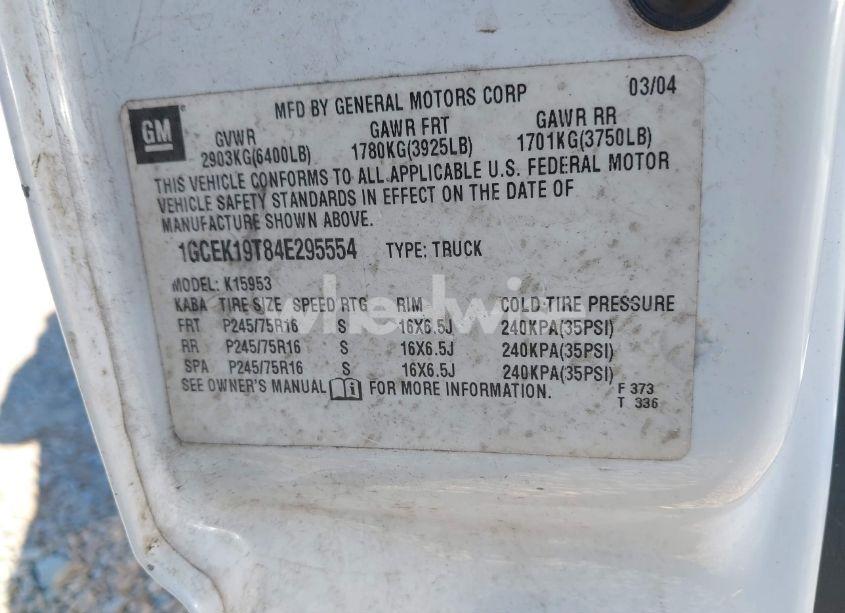 MFD BY GENERAL MOTORS CORP 03/04
GM
GVWR GAWR FRT GAWR RR
2903KG(6400LB) 1780KG(3925LB) 1701KG(3750LB)
THIS VEHICLE CONFORMS TO ALL APPLICABLE U.S. FEDERAL MOTOR
VEHICLE SAFETY STANDARDS IN EFFECT ON THE DATE OF
MANUFACTURE SHOWN ABOVE.
1GCEK19T84E295554 TYPE: TRUCK
MODEL: K15953
KABA TIRE SIZE SPEED RTG RIM COLD TIRE PRESSURE
FRT P245/75R16 S 16X6.5J 240KPA(35PSI)
RR P245/75R16 S 16X6.5J 240KPA(35PSI)
SPA P245/75R16 S 16X6.5J 240KPA(35PSI)
SEE OWNER'S MANUAL FOR MORE INFORMATION.
F 373
T 336